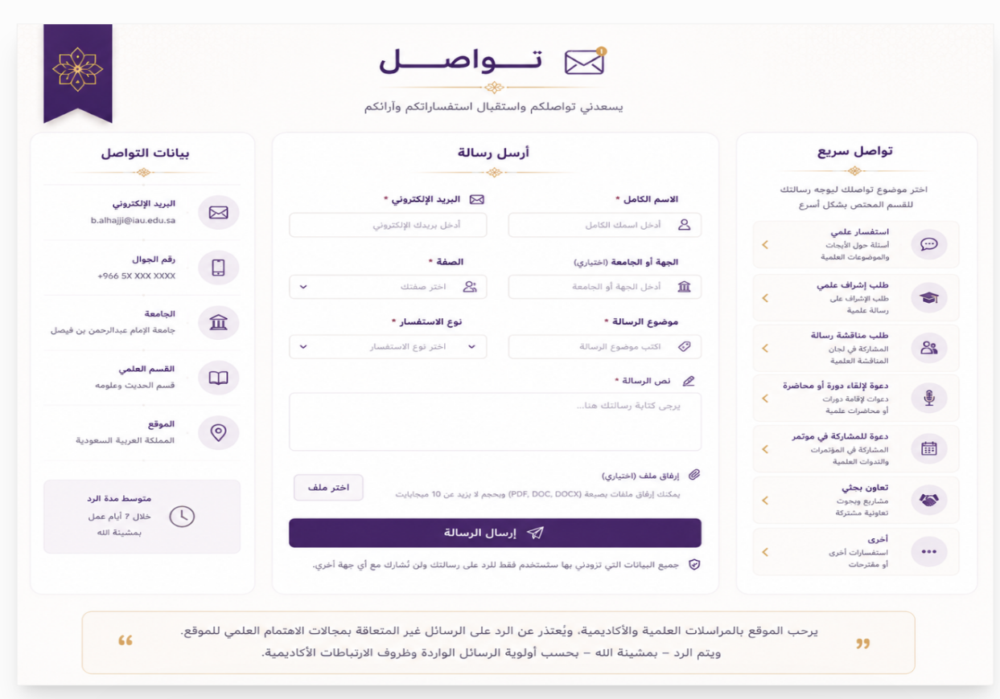 تـــواصـــل
يسعدني تواصلكم واستقبال استفساراتكم وآرائكم
تواصل سريع
اختر موضوع تواصلك ليوجه رسالتك
للقسم المختص بشكل أسرع
استفسار علمي
أسئلة حول الأبحاث
والموضوعات العلمية
طلب إشراف علمي
طلب الإشراف على
رسالة علمية
طلب مناقشة رسالة
المشاركة في لجان
المناقشة العلمية
دعوة لإلقاء دورة أو محاضرة
دعوات لإقامة دورات
أو محاضرات علمية
دعوة للمشاركة في موتمر
المشاركة في المؤتمرات
والندوات العلمية
تعاون بحثي
مشاريع وبحوث
تعاونية مشتركة
أخرى
استفسارات أخرى
أو مقترحات
أرسل رسالة
الاسم الكامل *
أدخل اسمك الكامل
البريد الإلكتروني *
أدخل بريدك الإلكتروني
الجهة أو الجامعة (اختياري)
أدخل الجهة أو الجامعة
الصفة *
اختر صفتك
موضوع الرسالة *
اكتب موضوع الرسالة
نوع الاستفسار *
اختر نوع الاستفسار
نص الرسالة *
يرجى كتابة رسالتك هنا...
إرفاق ملف (اختياري)
يمكنك إرفاق ملفات بصيغة (PDF, DOC, DOCX) وبحجم لا يزيد عن 10 ميجابايت
اختر ملف
إرسال الرسالة
جميع البيانات التي تزودني بها ستستخدم فقط للرد على رسالتك ولن تُشارك مع أي جهة أخري.
بيانات التواصل
البريد الإلكتروني
b.alhajji@iau.edu.sa
رقم الجوال
+966 5X XXX XXXX
الجامعة
جامعة الإمام عبدالرحمن بن فيصل
القسم العلمي
قسم الحديث وعلومه
الموقع
المملكة العربية السعودية
متوسط مدة الرد
خلال 7 أيام عمل
بمشيئة الله
يرحب الموقع بالمراسلات العلمية والأكاديمية، ويُعتذر عن الرد على الرسائل غير المتعاقة بمجالات الاهتمام العلمي للموقع.
ويتم الرد – بمشيئة الله – بحسب أولوية الرسائل الواردة وظروف الارتباطات الأكاديمية.